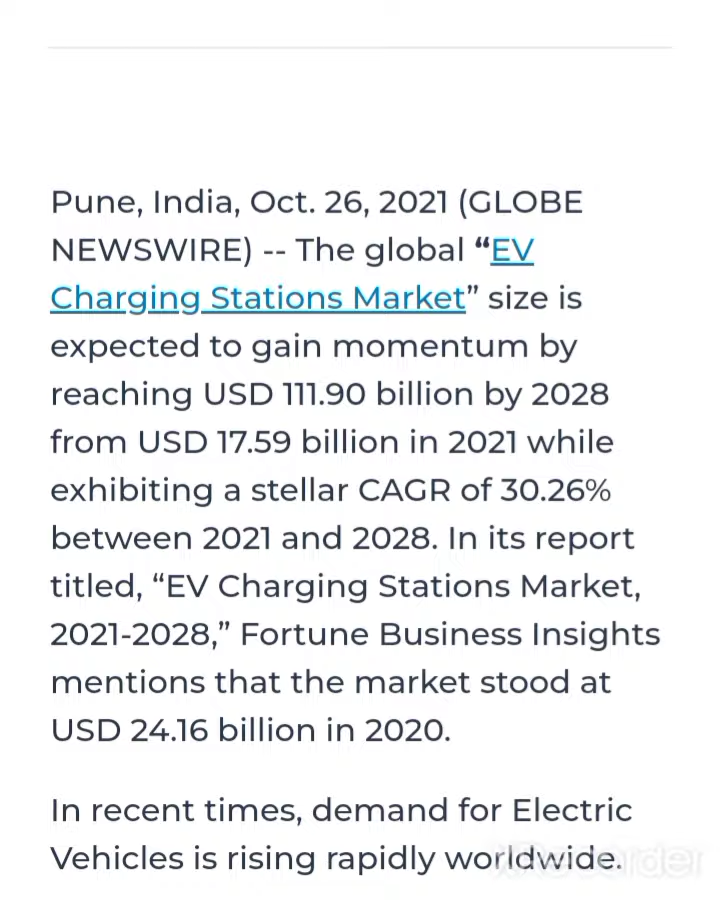 Pune, India, Oct. 26, 2021 (GLOBE
NEWSWIRE) -- The global “EV
Charging Stations Market” size is
expected to gain momentum by
reaching USD 111.90 billion by 2028
from USD 17.59 billion in 2021 while
exhibiting a stellar CAGR of 30.26%
between 2021 and 2028. In its report
titled, “EV Charging Stations Market,
2021-2028,” Fortune Business Insights
mentions that the market stood at
USD 24.16 billion in 2020.
In recent times, demand for Electric
Vehicles is rising rapidly worldwide.
XRecorder